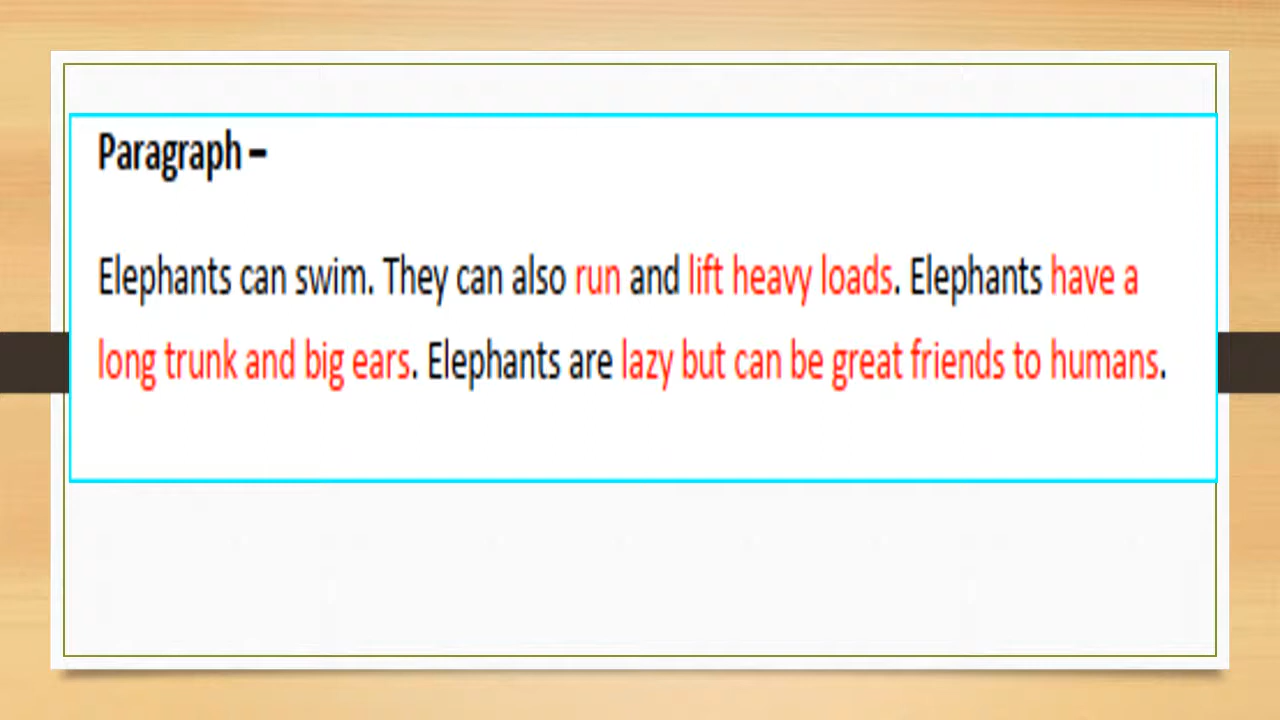 Paragraph –
Elephants can swim. They can also run and lift heavy loads. Elephants have a
long trunk and big ears. Elephants are lazy but can be great friends to humans.